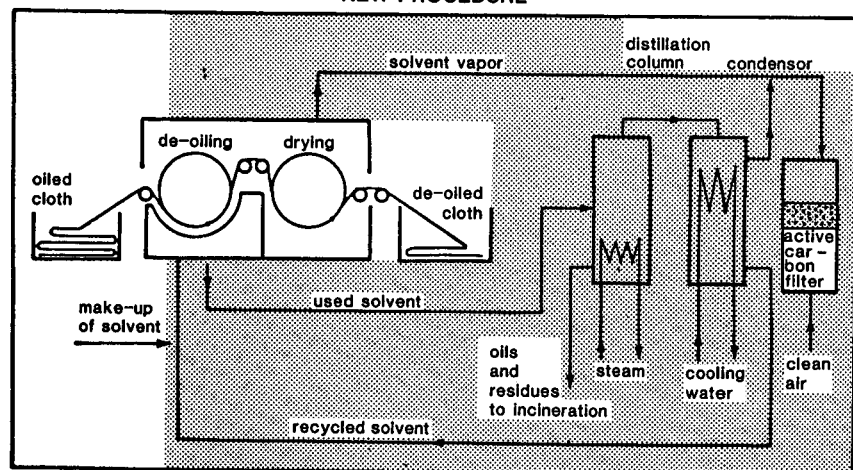 NEW PROCEDURE
distillation
column
condensor
solvent vapor
de-oiling
drying
oiled
cloth
de-oiled
cloth
active
car-
bon
filter
used solvent
make-up
of solvent
oils
and
residues
to incineration
steam
cooling
water
clean
air
recycled solvent